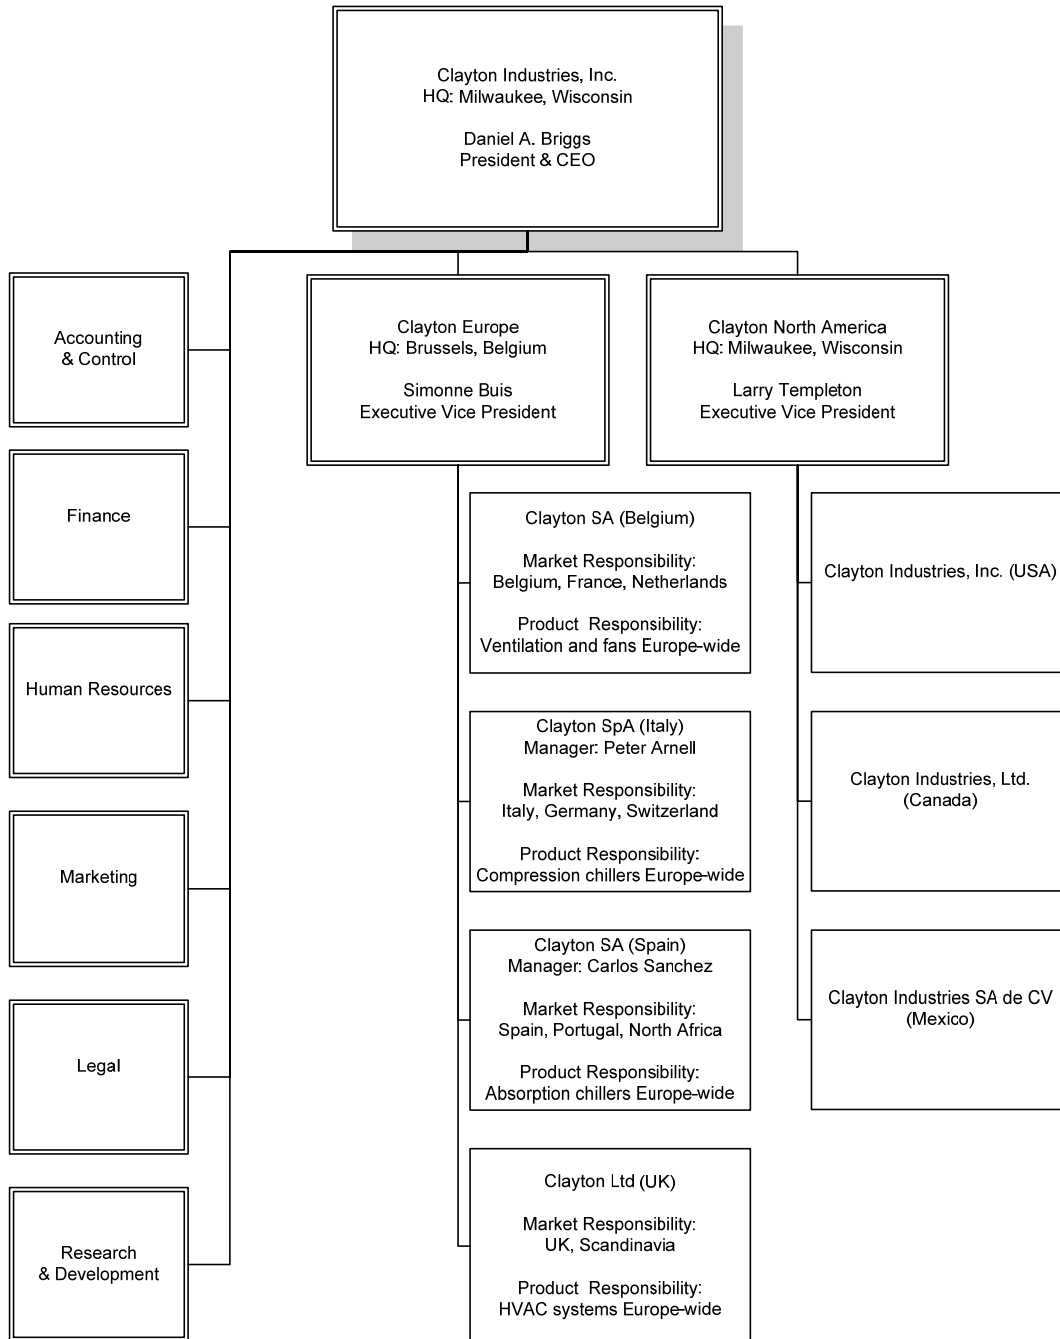 Clayton Industries, Inc.
HQ: Milwaukee, Wisconsin
Daniel A. Briggs
President & CEO
Accounting
& Control
Finance
Human Resources
Marketing
Legal
Research
& Development
Clayton Europe
HQ: Brussels, Belgium
Simonne Buis
Executive Vice President
Clayton SA (Belgium)
Market Responsibility:
Belgium, France, Netherlands
Product Responsibility:
Ventilation and fans Europe-wide
Clayton SpA (Italy)
Manager: Peter Arnell
Market Responsibility:
Italy, Germany, Switzerland
Product Responsibility:
Compression chillers Europe-wide
Clayton SA (Spain)
Manager: Carlos Sanchez
Market Responsibility:
Spain, Portugal, North Africa
Product Responsibility:
Absorption chillers Europe-wide
Clayton Ltd (UK)
Market Responsibility:
UK, Scandinavia
Product Responsibility:
HVAC systems Europe-wide
Clayton North America
HQ: Milwaukee, Wisconsin
Larry Templeton
Executive Vice President
Clayton Industries, Inc. (USA)
Clayton Industries, Ltd.
(Canada)
Clayton Industries SA de CV
(Mexico)